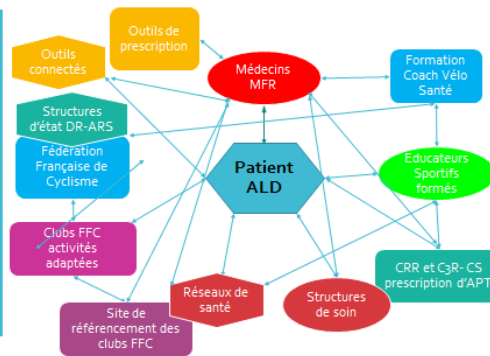 Outils de
prescription
Outils
connectés
Médecins
MFR
Formation
Coach Vélo
Santé
Structures
d'état DR-ARS
Fédération
Française de
Cyclisme
Patient
ALD
Educateurs
Sportifs
formés
Clubs FFC
activités
adaptées
CRR et C3R- CS
prescription d'APT
Réseaux de
santé
Structures
de soin
Site de
référencement des
clubs FFC